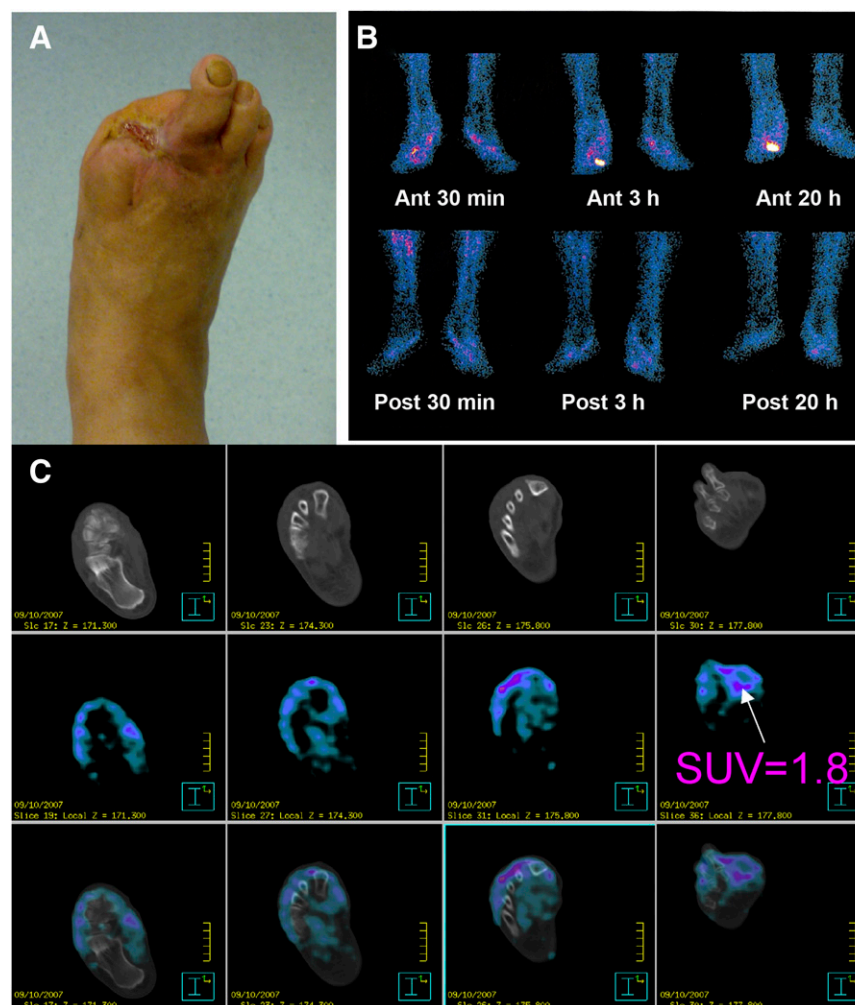 A
B
Ant 30 min
Ant 3 h
Ant 20 h
Post 30 min
Post 3 h
Post 20 h
C
09/10/2007
Slc 17: Z = 171.300
09/10/2007
Slc 23: Z = 174.300
09/10/2007
Slc 26: Z = 175.800
09/10/2007
Slc 30: Z = 177.800
09/10/2007
Slice 19: Local Z = 171.300
09/10/2007
Slice 27: Local Z = 174.300
09/10/2007
Slice 31: Local Z = 175.800
SUV=1.8
09/10/2007
Slice 36: Local Z = 177.800
09/10/2007
09/10/2007
09/10/2007
09/10/2007